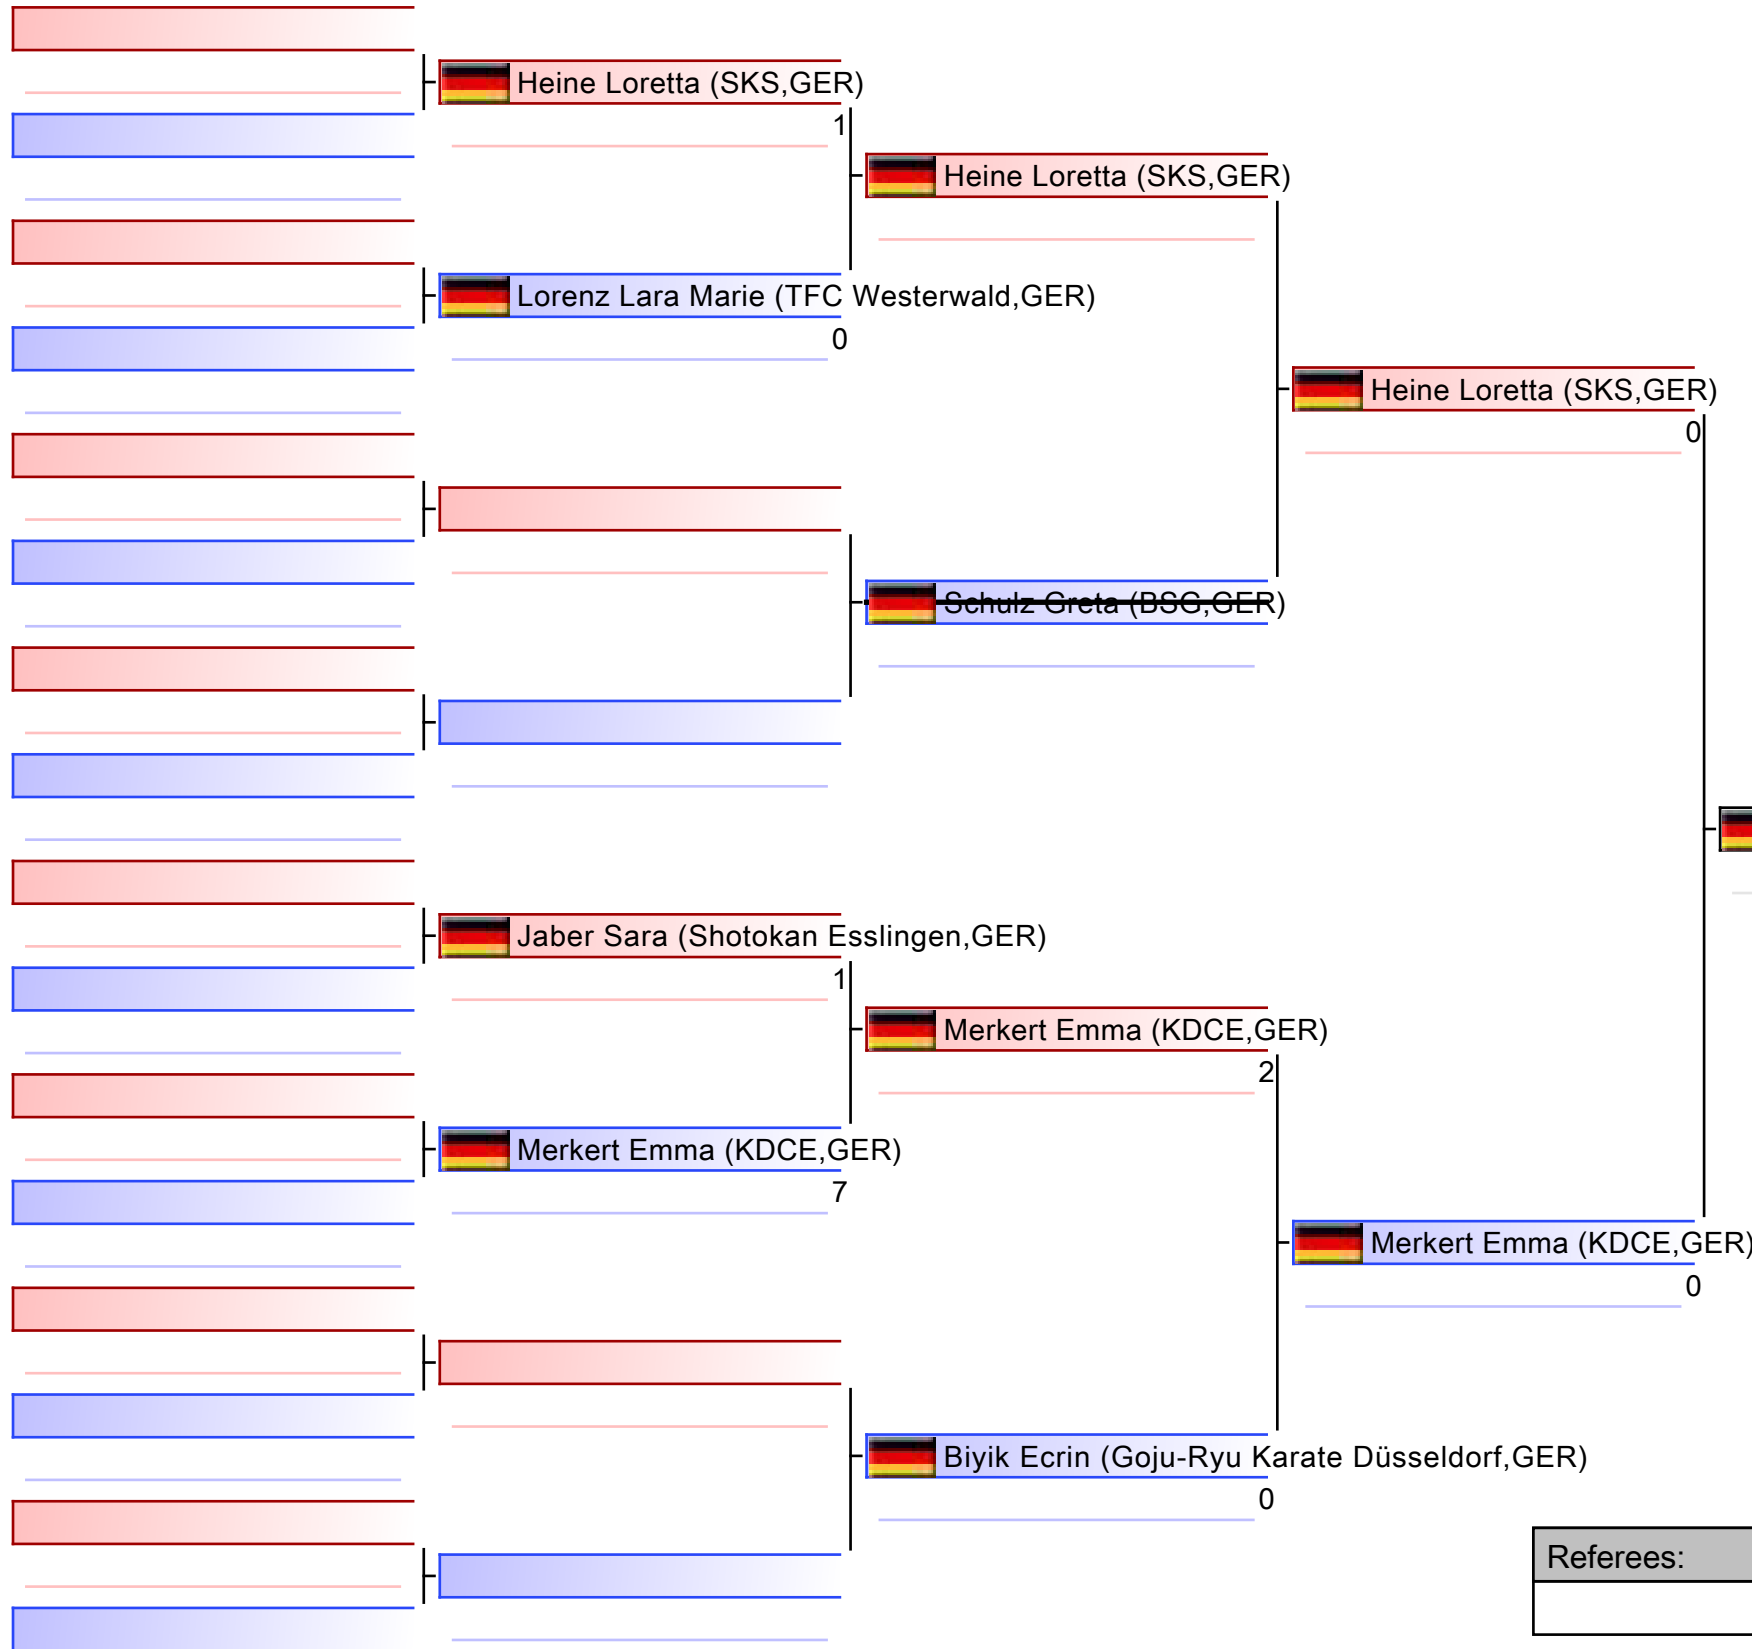 Heine Loretta (SKS,GER)
1
Heine Loretta (SKS,GER)
Lorenz Lara Marie (TFC Westerwald,GER)
0
Heine Loretta (SKS,GER)
0
Schulz Greta (BSG,GER)
Jaber Sara (Shotokan Esslingen,GER)
1
Merkert Emma (KDCE,GER)
2
Merkert Emma (KDCE,GER)
7
Merkert Emma (KDCE,GER)
0
Biyik Ecrin (Goju-Ryu Karate Düsseldorf,GER)
0
Referees: